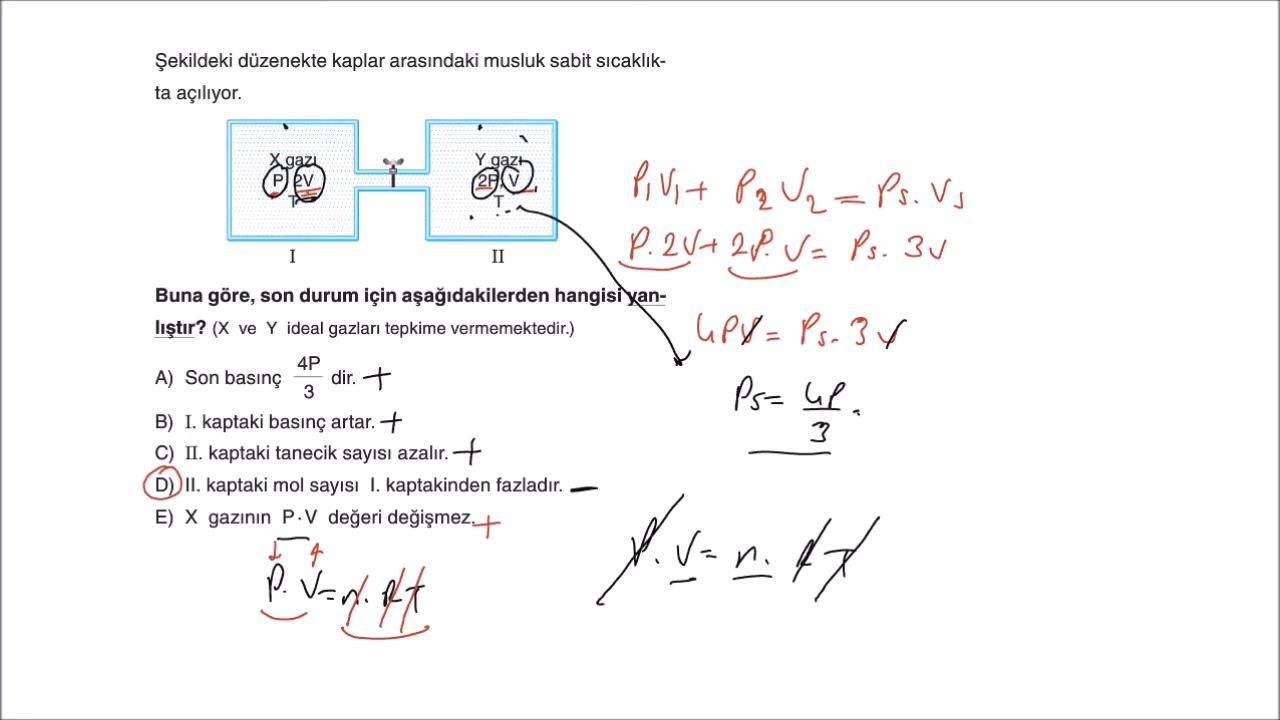 Şekildeki düzenekte kaplar arasındaki musluk sabit sıcaklık-
ta açılıyor.
X gazı
P, 2V
T
Y gazı
2P, V
T
I
II
P₁V₁ + P₂V₂ = Ps. Vs
P. 2V + 2P. V = Ps. 3V
4PV = Ps. 3V
Ps = 4P/3
Buna göre, son durum için aşağıdakilerden hangisi yan-
lıştır? (X ve Y ideal gazları tepkime vermemektedir.)
A) Son basınç 4P/3 dir. +
B) I. kaptaki basınç artar. +
C) II. kaptaki tanecik sayısı azalır. +
D) II. kaptaki mol sayısı I. kaptakinden fazladır. −
E) X gazının P·V değeri değişmez. +
P. V = n. R T
P. V = n. R T